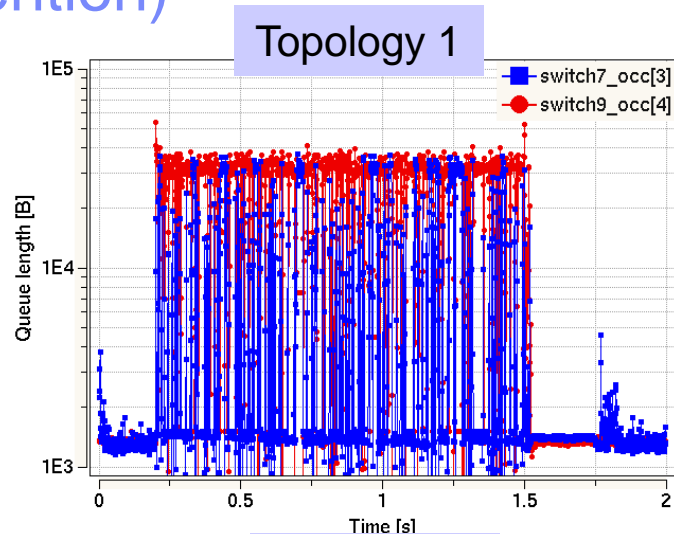 Topology 1
switch7_occ[3]
switch9_occ[4]
Queue length [B]
1E5
1E4
1E3
0
0.5
1
1.5
2
Time [s]